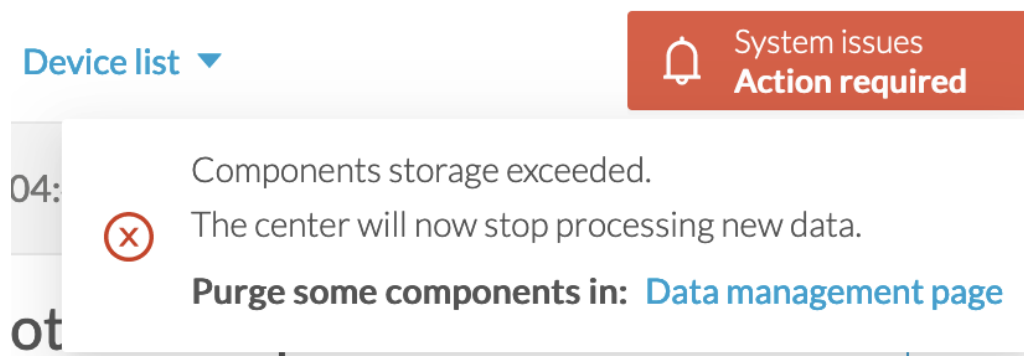 Device list
System issues
Action required
04:
Components storage exceeded.
The center will now stop processing new data.
Purge some components in: Data management page
ot